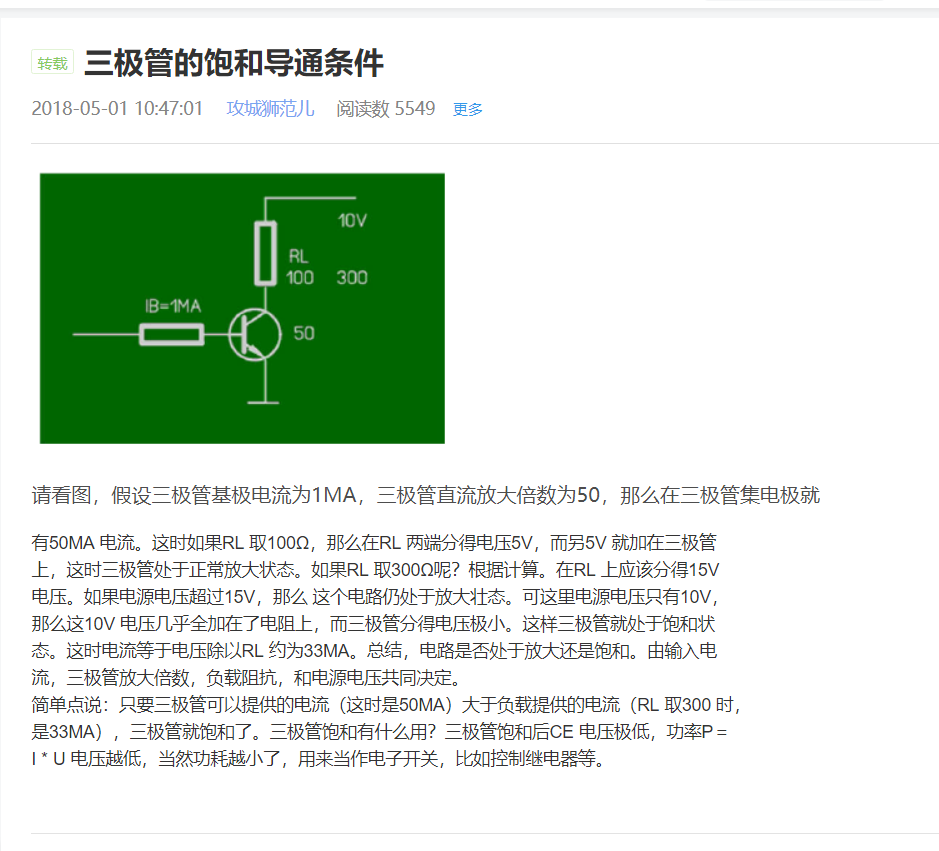 转载 三极管的饱和导通条件
2018-05-01 10:47:01 攻城狮范儿 阅读数 5549 更多
10V
RL
100 300
IB=1MA
50
请看图，假设三极管基极电流为1MA，三极管直流放大倍数为50，那么在三极管集电极就
有50MA 电流。这时如果RL 取100Ω，那么在RL 两端分得电压5V，而另5V 就加在三极管
上，这时三极管处于正常放大状态。如果RL 取300Ω呢？根据计算。在RL 上应该分得15V
电压。如果电源电压超过15V，那么 这个电路仍处于放大壮态。可这里电源电压只有10V，
那么这10V 电压几乎全加在了电阻上，而三极管分得电压极小。这样三极管就处于饱和状
态。这时电流等于电压除以RL 约为33MA。总结，电路是否处于放大还是饱和。由输入电
流，三极管放大倍数，负载阻抗，和电源电压共同决定。
简单点说：只要三极管可以提供的电流（这时是50MA）大于负载提供的电流（RL 取300 时，
是33MA），三极管就饱和了。三极管饱和有什么用？三极管饱和后CE 电压极低，功率P =
I * U 电压越低，当然功耗越小了，用来当作电子开关，比如控制继电器等。